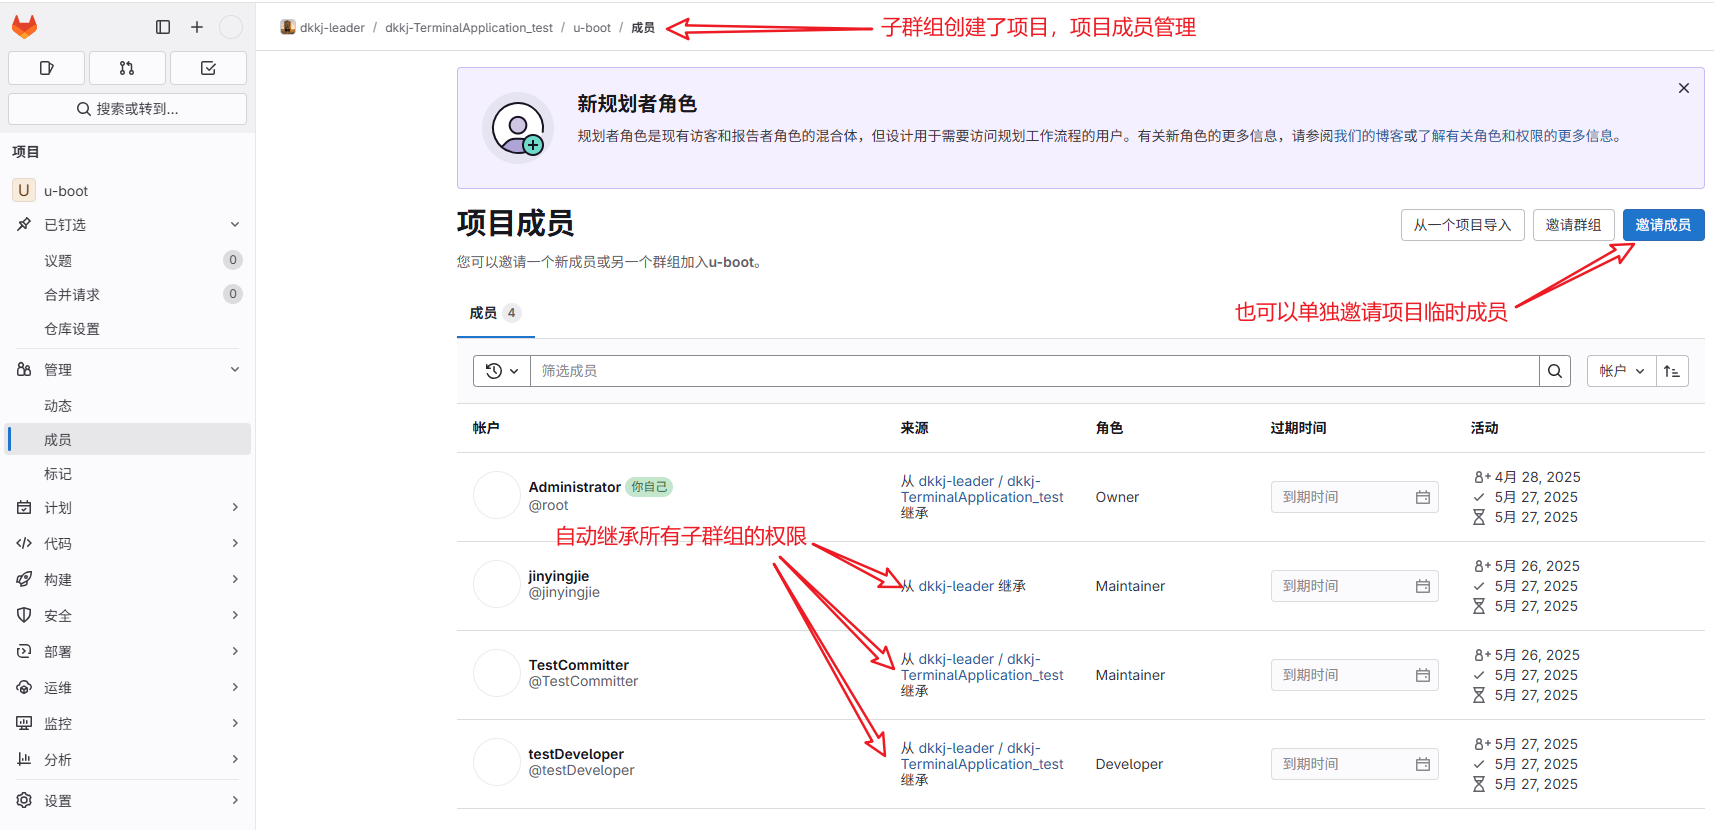 dkkj-leader / dkkj-TerminalApplication_test / u-boot / 成员
子群组创建了项目，项目成员管理
搜索或转到...
项目
U u-boot
已钉选
议题 0
合并请求 0
仓库设置
管理
动态
成员
标记
计划
代码
构建
安全
部署
运维
监控
分析
设置
新规划者角色
规划者角色是现有访客和报告者角色的混合体，但设计用于需要访问规划工作流程的用户。有关新角色的更多信息，请参阅我们的博客或了解有关角色和权限的更多信息。
项目成员
从一个项目导入 邀请群组 邀请成员
您可以邀请一个新成员或另一个群组加入u-boot。
也可以单独邀请项目临时成员
成员 4
筛选成员 帐户
帐户 来源 角色 过期时间 活动
Administrator 你自己
@root
从 dkkj-leader / dkkj-
TerminalApplication_test
继承
Owner
到期时间
4月 28, 2025
5月 27, 2025
5月 27, 2025
自动继承所有子群组的权限
jinyingjie
@jinyingjie
从 dkkj-leader 继承
Maintainer
到期时间
5月 26, 2025
5月 27, 2025
5月 27, 2025
TestCommitter
@TestCommitter
从 dkkj-leader / dkkj-
TerminalApplication_test
继承
Maintainer
到期时间
5月 26, 2025
5月 27, 2025
5月 27, 2025
testDeveloper
@testDeveloper
从 dkkj-leader / dkkj-
TerminalApplication_test
继承
Developer
到期时间
5月 27, 2025
5月 27, 2025
5月 27, 2025